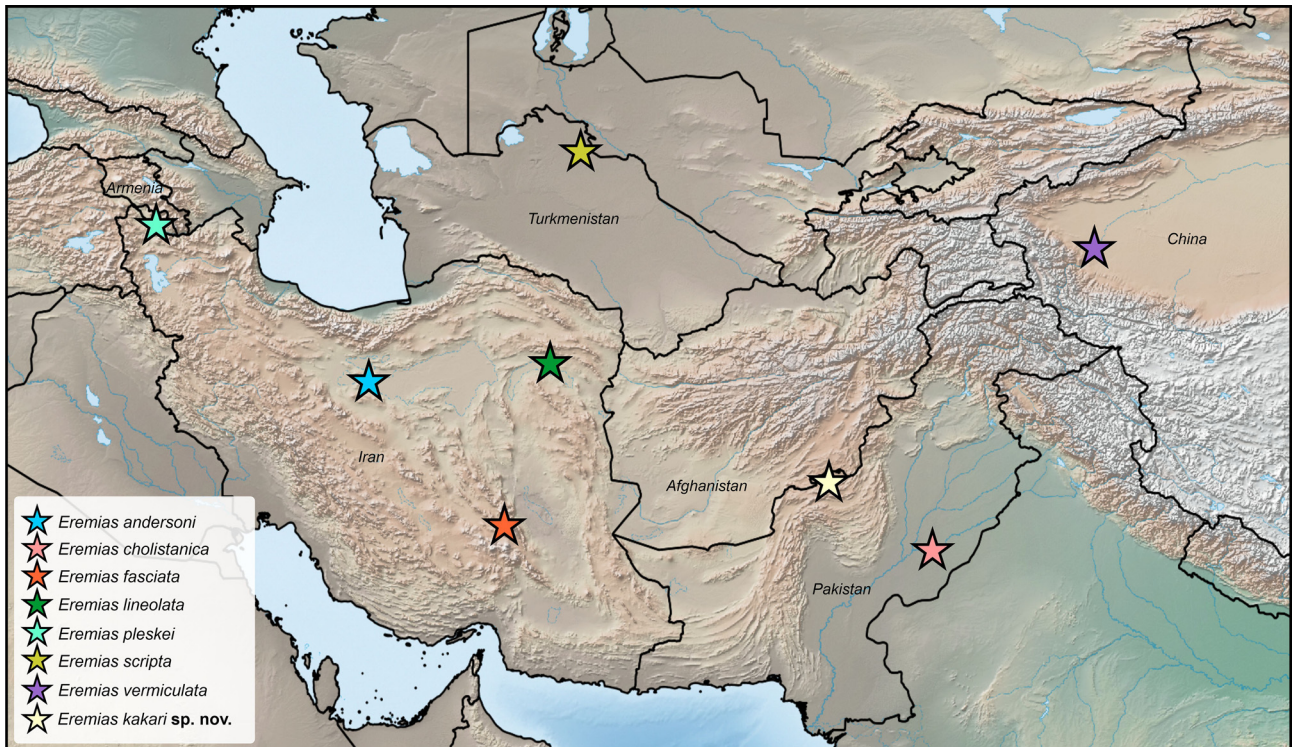 Armenia
Turkmenistan
China
Iran
Afghanistan
Pakistan
Eremias andersoni
Eremias cholistanica
Eremias fasciata
Eremias lineolata
Eremias pleskei
Eremias scripta
Eremias vermiculata
Eremias kakari sp. nov.